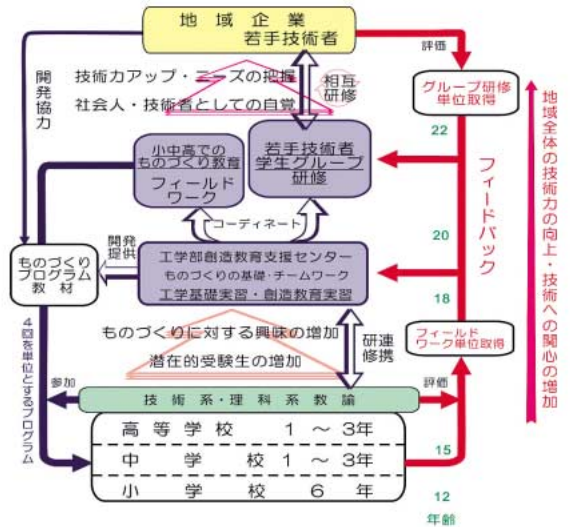 地域企業
若手技術者
評価
開発協力
技術力アップ・ニーズの把握
社会人・技術者としての自覚
相互
研修
グループ研修
単位取得
22
小中高での
ものづくり教育
フィールド
ワーク
若手技術者
学生グループ
研修
コーディネート
フィードバック
地域全体の技術力の向上・技術への関心の増加
20
ものづくり
プログラム
教材
開発
提供
工学部創造教育支援センター
ものづくりの基礎・チームワーク
工学基礎実習・創造教育実習
18
ものづくりに対する興味の増加
潜在的受験生の増加
研連
修携
フィールド
ワーク単位取得
4回を単位とするプログラム
参加
技術系・理科系教諭
評価
高等学校 1～3年
中学校1～3年
小学校6年
15
12
年齢